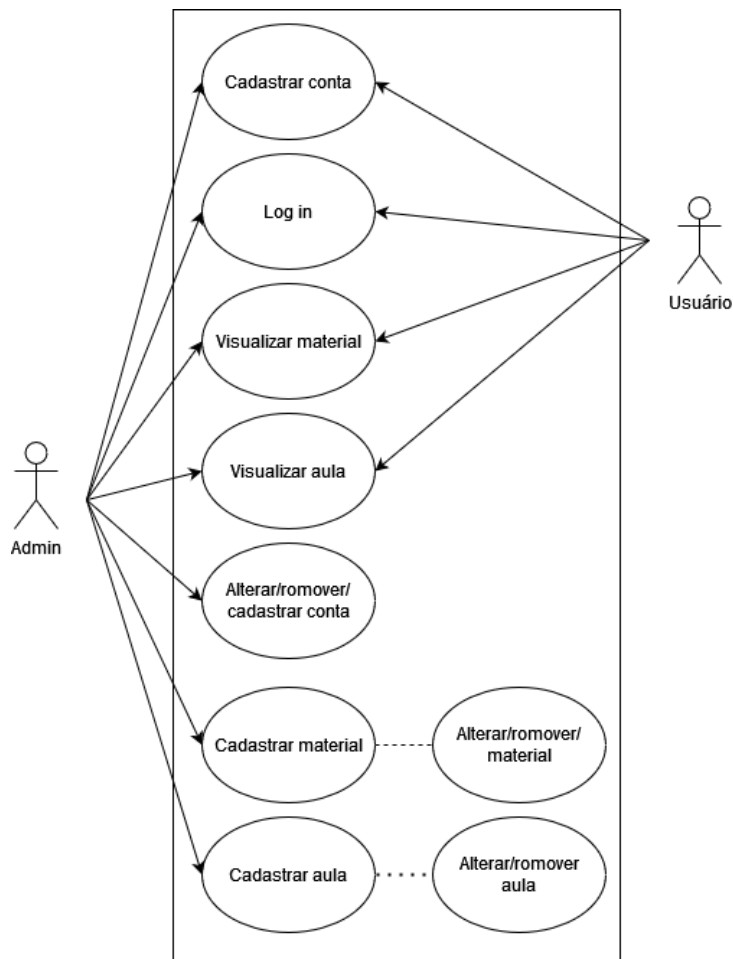 Cadastrar conta
Log in
Usuário
Visualizar material
Visualizar aula
Admin
Alterar/romover/
cadastrar conta
Cadastrar material
Alterar/romover/
material
Cadastrar aula
Alterar/romover
aula